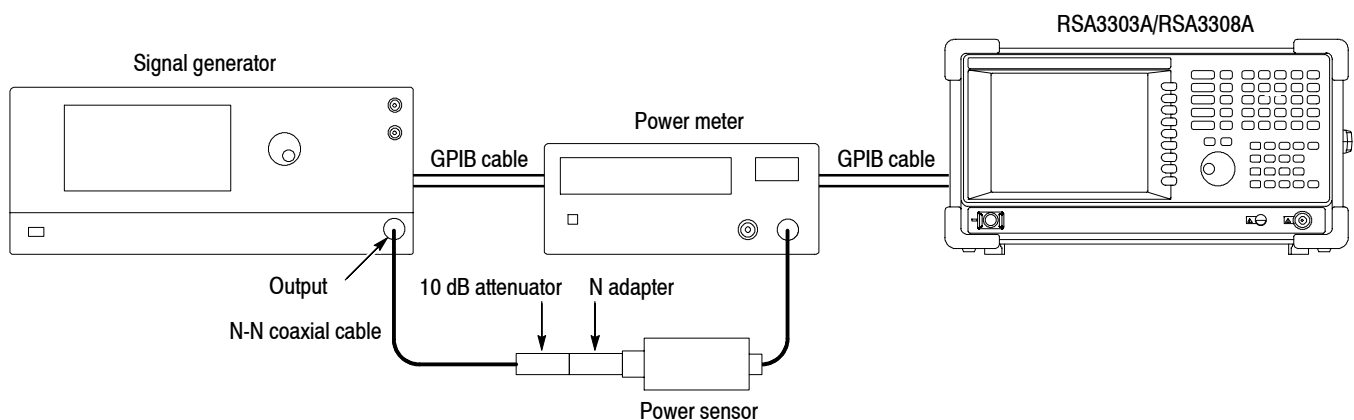 RSA3303A/RSA3308A
Signal generator
Power meter
GPIB cable
GPIB cable
Output
10 dB attenuator
N adapter
N-N coaxial cable
Power sensor